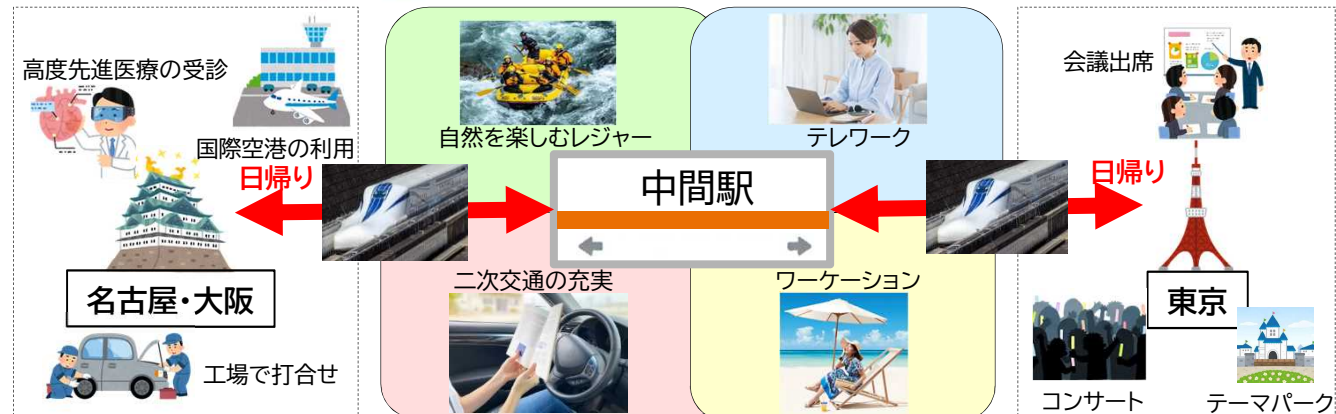 高度先進医療の受診
国際空港の利用
日帰り
名古屋・大阪
工場で打合せ
自然を楽しむレジャー
テレワーク
中間駅
二次交通の充実
ワーケーション
会議出席
日帰り
東京
コンサート
テーマパーク